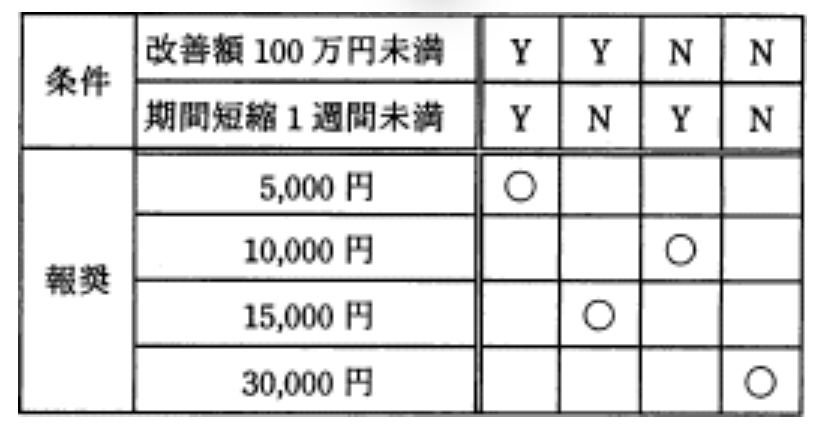 条件
改善額 100 万円未満 Y Y N N
期間短縮 1 週間未満 Y N Y N
報奨
5,000 円 ○
10,000 円 ○
15,000 円 ○
30,000 円 ○